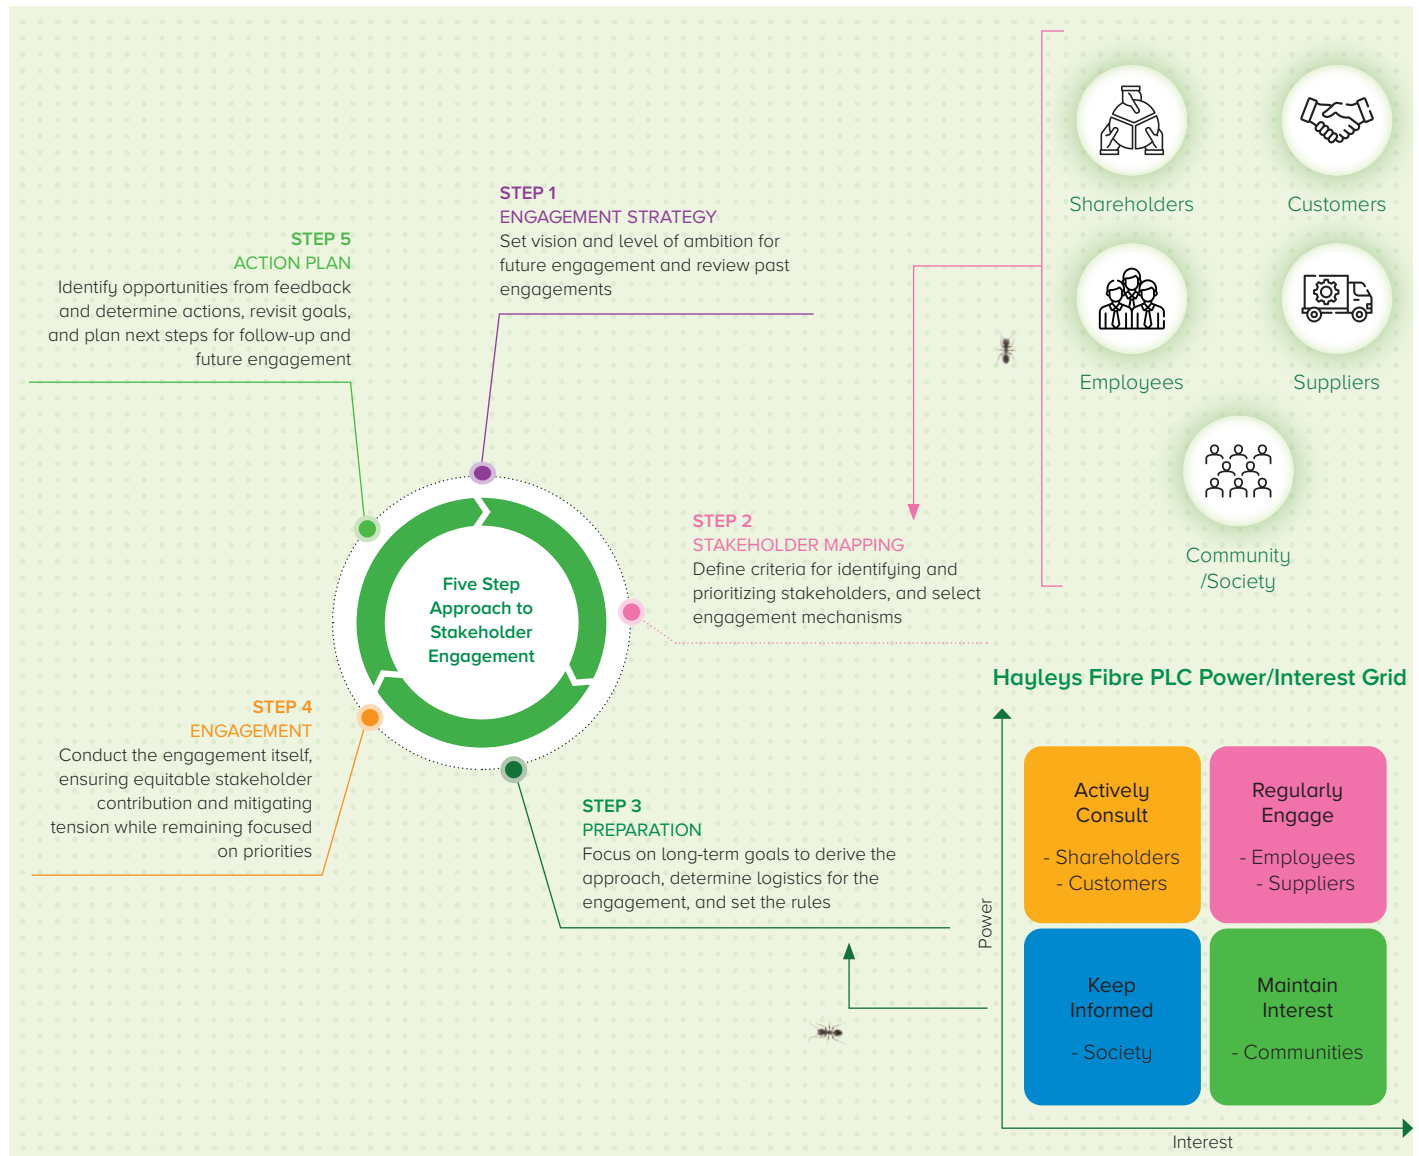 STEP 1
ENGAGEMENT STRATEGY
Set vision and level of ambition for
future engagement and review past
engagements
STEP 5
ACTION PLAN
Identify opportunities from feedback
and determine actions, revisit goals,
and plan next steps for follow-up and
future engagement
Shareholders
Customers
Employees
Suppliers
Community
/Society
STEP 2
STAKEHOLDER MAPPING
Define criteria for identifying and
prioritizing stakeholders, and select
engagement mechanisms
Five Step
Approach to
Stakeholder
Engagement
STEP 4
ENGAGEMENT
Conduct the engagement itself,
ensuring equitable stakeholder
contribution and mitigating
tension while remaining focused
on priorities
STEP 3
PREPARATION
Focus on long-term goals to derive the
approach, determine logistics for the
engagement, and set the rules
Hayleys Fibre PLC Power/Interest Grid
Power
Actively
Consult
- Shareholders
- Customers
Regularly
Engage
- Employees
- Suppliers
Keep
Informed
- Society
Maintain
Interest
- Communities
Interest